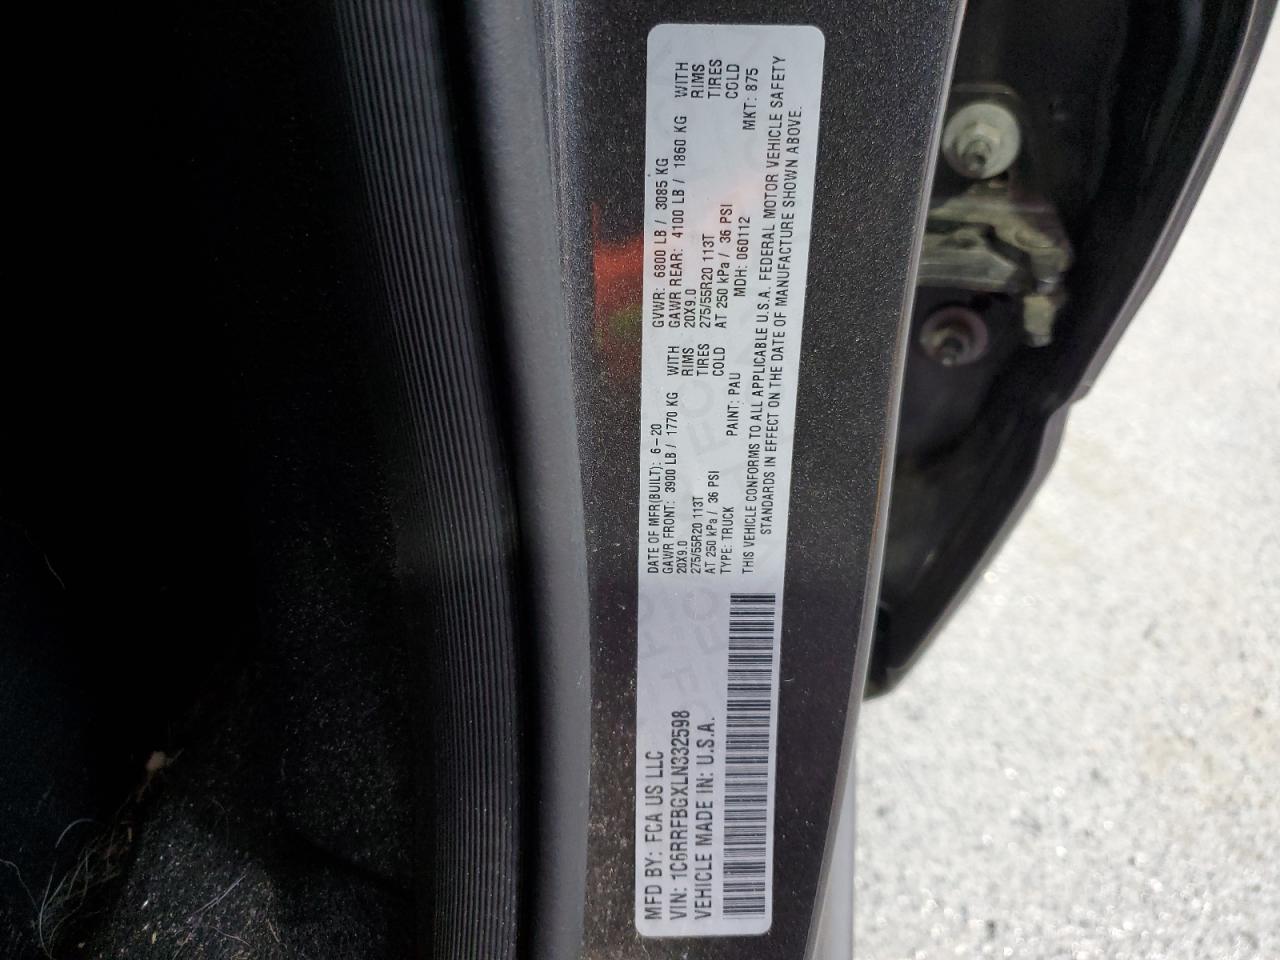 MFD BY: FCA US LLC
VIN: 1C6RRFBGXLN332598
VEHICLE MADE IN: U.S.A.
DATE OF MFR(BUILT): 6-20 GVWR: 6800 LB / 3085 KG
GAWR FRONT: 3900 LB / 1770 KG WITH GAWR REAR: 4100 LB / 1860 KG WITH
20X9.0 RIMS 20X9.0 RIMS
275/55R20 113T TIRES 275/55R20 113T TIRES
AT 250 kPa / 36 PSI COLD AT 250 kPa / 36 PSI COLD
TYPE: TRUCK PAINT: PAU MDH: 060112 MKT: 875
THIS VEHICLE CONFORMS TO ALL APPLICABLE U.S.A. FEDERAL MOTOR VEHICLE SAFETY
STANDARDS IN EFFECT ON THE DATE OF MANUFACTURE SHOWN ABOVE.